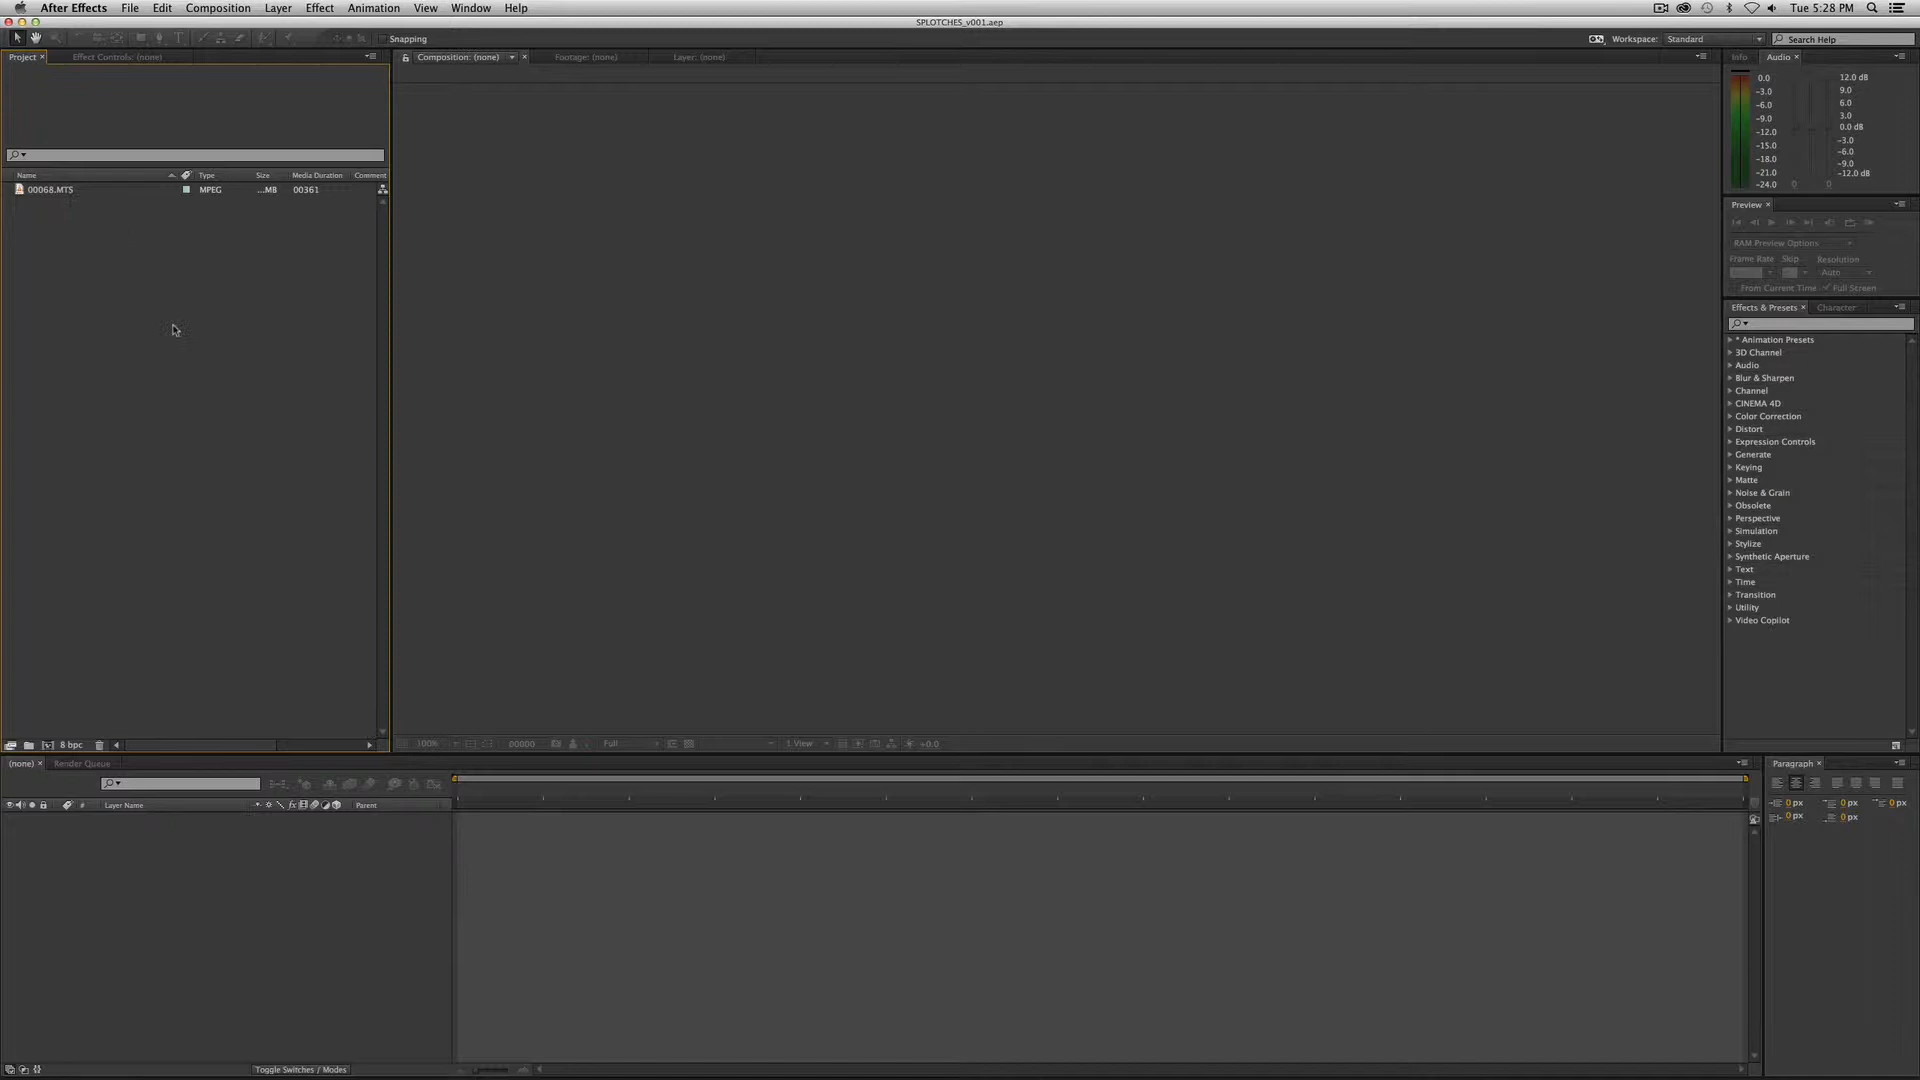 After Effects File Edit Composition Layer Effect Animation View Window Help Tue 5:28 PM
SPLOTCHES_v001.aep
Snapping Workspace: Standard Search Help
Project Effect Controls: (none) Composition: (none) Footage: (none) Layer: (none) Info Audio
0.0 12.0 dB
-3.0 9.0
-6.0 6.0
-9.0 3.0
-12.0 0.0 dB
-15.0 -3.0
-18.0 -6.0
-21.0 -9.0
-24.0 0 0 -12.0 dB
Name Type Size Media Duration Comment
00068.MTS MPEG ...MB 00361
Preview
RAM Preview Options
Frame Rate Skip Resolution
Auto
From Current Time Full Screen
Effects & Presets Character
* Animation Presets
3D Channel
Audio
Blur & Sharpen
Channel
CINEMA 4D
Color Correction
Distort
Expression Controls
Generate
Keying
Matte
Noise & Grain
Obsolete
Perspective
Simulation
Stylize
Synthetic Aperture
Text
Time
Transition
Utility
Video Copilot
8 bpc 100% 00000 Full 1 View +0.0
(none) Render Queue Paragraph
# Layer Name fx Parent
0 px 0 px 0 px
0 px 0 px
Toggle Switches / Modes